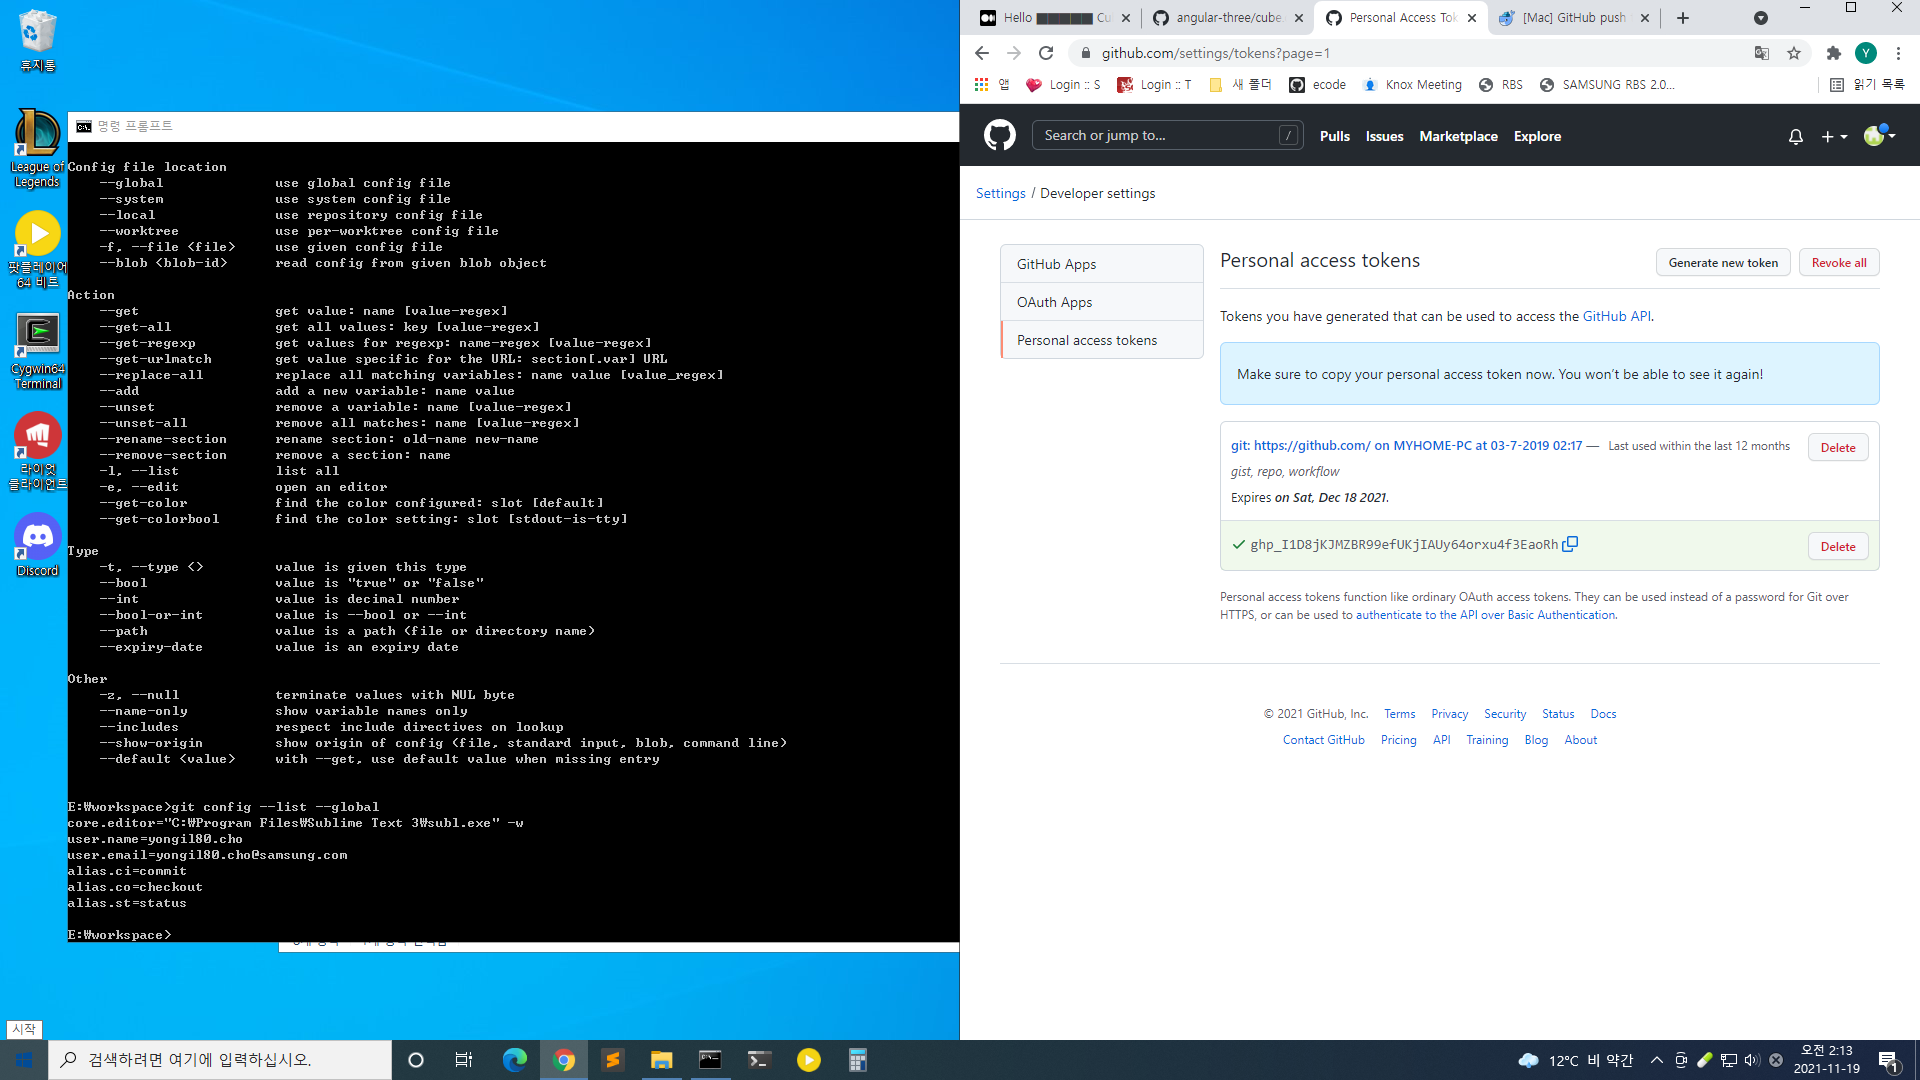 휴지통
League of
Legends
팟플레이어
64 비트
Cygwin64
Terminal
라이엇
클라이언트
Discord
명령 프롬프트
Config file location
--global use global config file
--system use system config file
--local use repository config file
--worktree use per-worktree config file
-f, --file <file> use given config file
--blob <blob-id> read config from given blob object
Action
--get get value: name [value-regex]
--get-all get all values: key [value-regex]
--get-regexp get values for regexp: name-regex [value-regex]
--get-urlmatch get value specific for the URL: section[.var] URL
--replace-all replace all matching variables: name value [value_regex]
--add add a new variable: name value
--unset remove a variable: name [value-regex]
--unset-all remove all matches: name [value-regex]
--rename-section rename section: old-name new-name
--remove-section remove a section: name
-l, --list list all
-e, --edit open an editor
--get-color find the color configured: slot [default]
--get-colorbool find the color setting: slot [stdout-is-tty]
Type
-t, --type <> value is given this type
--bool value is "true" or "false"
--int value is decimal number
--bool-or-int value is --bool or --int
--path value is a path (file or directory name)
--expiry-date value is an expiry date
Other
-z, --null terminate values with NUL byte
--name-only show variable names only
--includes respect include directives on lookup
--show-origin show origin of config (file, standard input, blob, command line)
--default <value> with --get, use default value when missing entry
E:₩workspace>git config --list --global
core.editor="C:₩Program Files₩Sublime Text 3₩subl.exe" -w
user.name=yongil80.cho
user.email=yongil80.cho@samsung.com
alias.ci=commit
alias.co=checkout
alias.st=status
E:₩workspace>
시작
Hello ▇▇▇▇▇▇ Cu
angular-three/cube.
Personal Access Tok
[Mac] GitHub push
github.com/settings/tokens?page=1
Y
앱
Login :: S
Login :: T
새 폴더
ecode
Knox Meeting
RBS
SAMSUNG RBS 2.0...
읽기 목록
Search or jump to... /
Pulls Issues Marketplace Explore
Settings / Developer settings
GitHub Apps
OAuth Apps
Personal access tokens
Personal access tokens
Generate new token
Revoke all
Tokens you have generated that can be used to access the GitHub API.
Make sure to copy your personal access token now. You won’t be able to see it again!
git: https://github.com/ on MYHOME-PC at 03-7-2019 02:17 — Last used within the last 12 months
Delete
gist, repo, workflow
Expires on Sat, Dec 18 2021.
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
Delete
Personal access tokens function like ordinary OAuth access tokens. They can be used instead of a password for Git over
HTTPS, or can be used to authenticate to the API over Basic Authentication.
© 2021 GitHub, Inc. Terms Privacy Security Status Docs
Contact GitHub Pricing API Training Blog About
검색하려면 여기에 입력하십시오.
12°C 비 약간
오전 2:13
2021-11-19
1